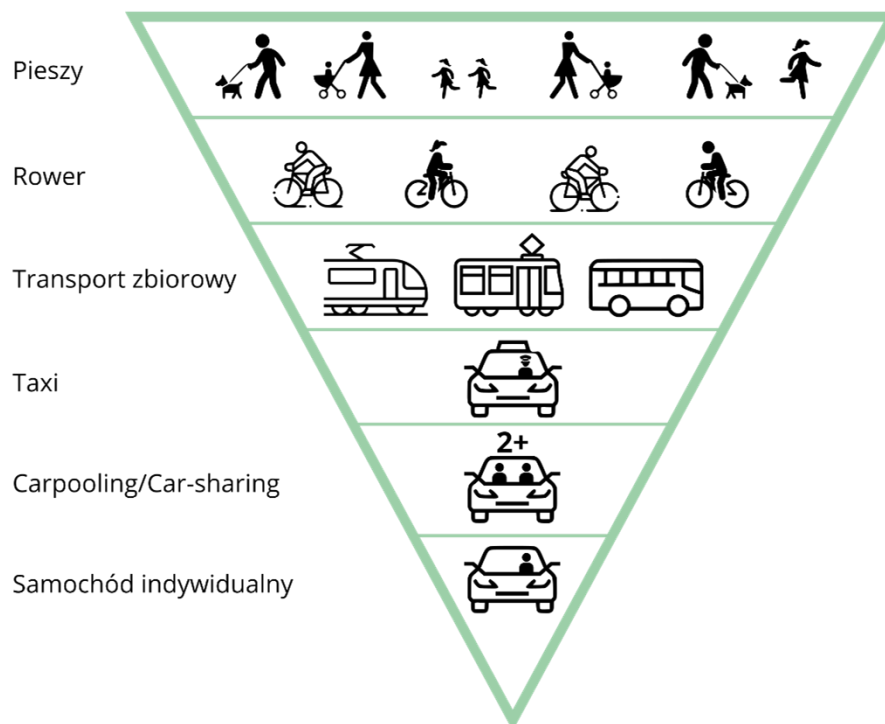 Pieszy
Rower
Transport zbiorowy
Taxi
2+
Carpooling/Car-sharing
Samochód indywidualny